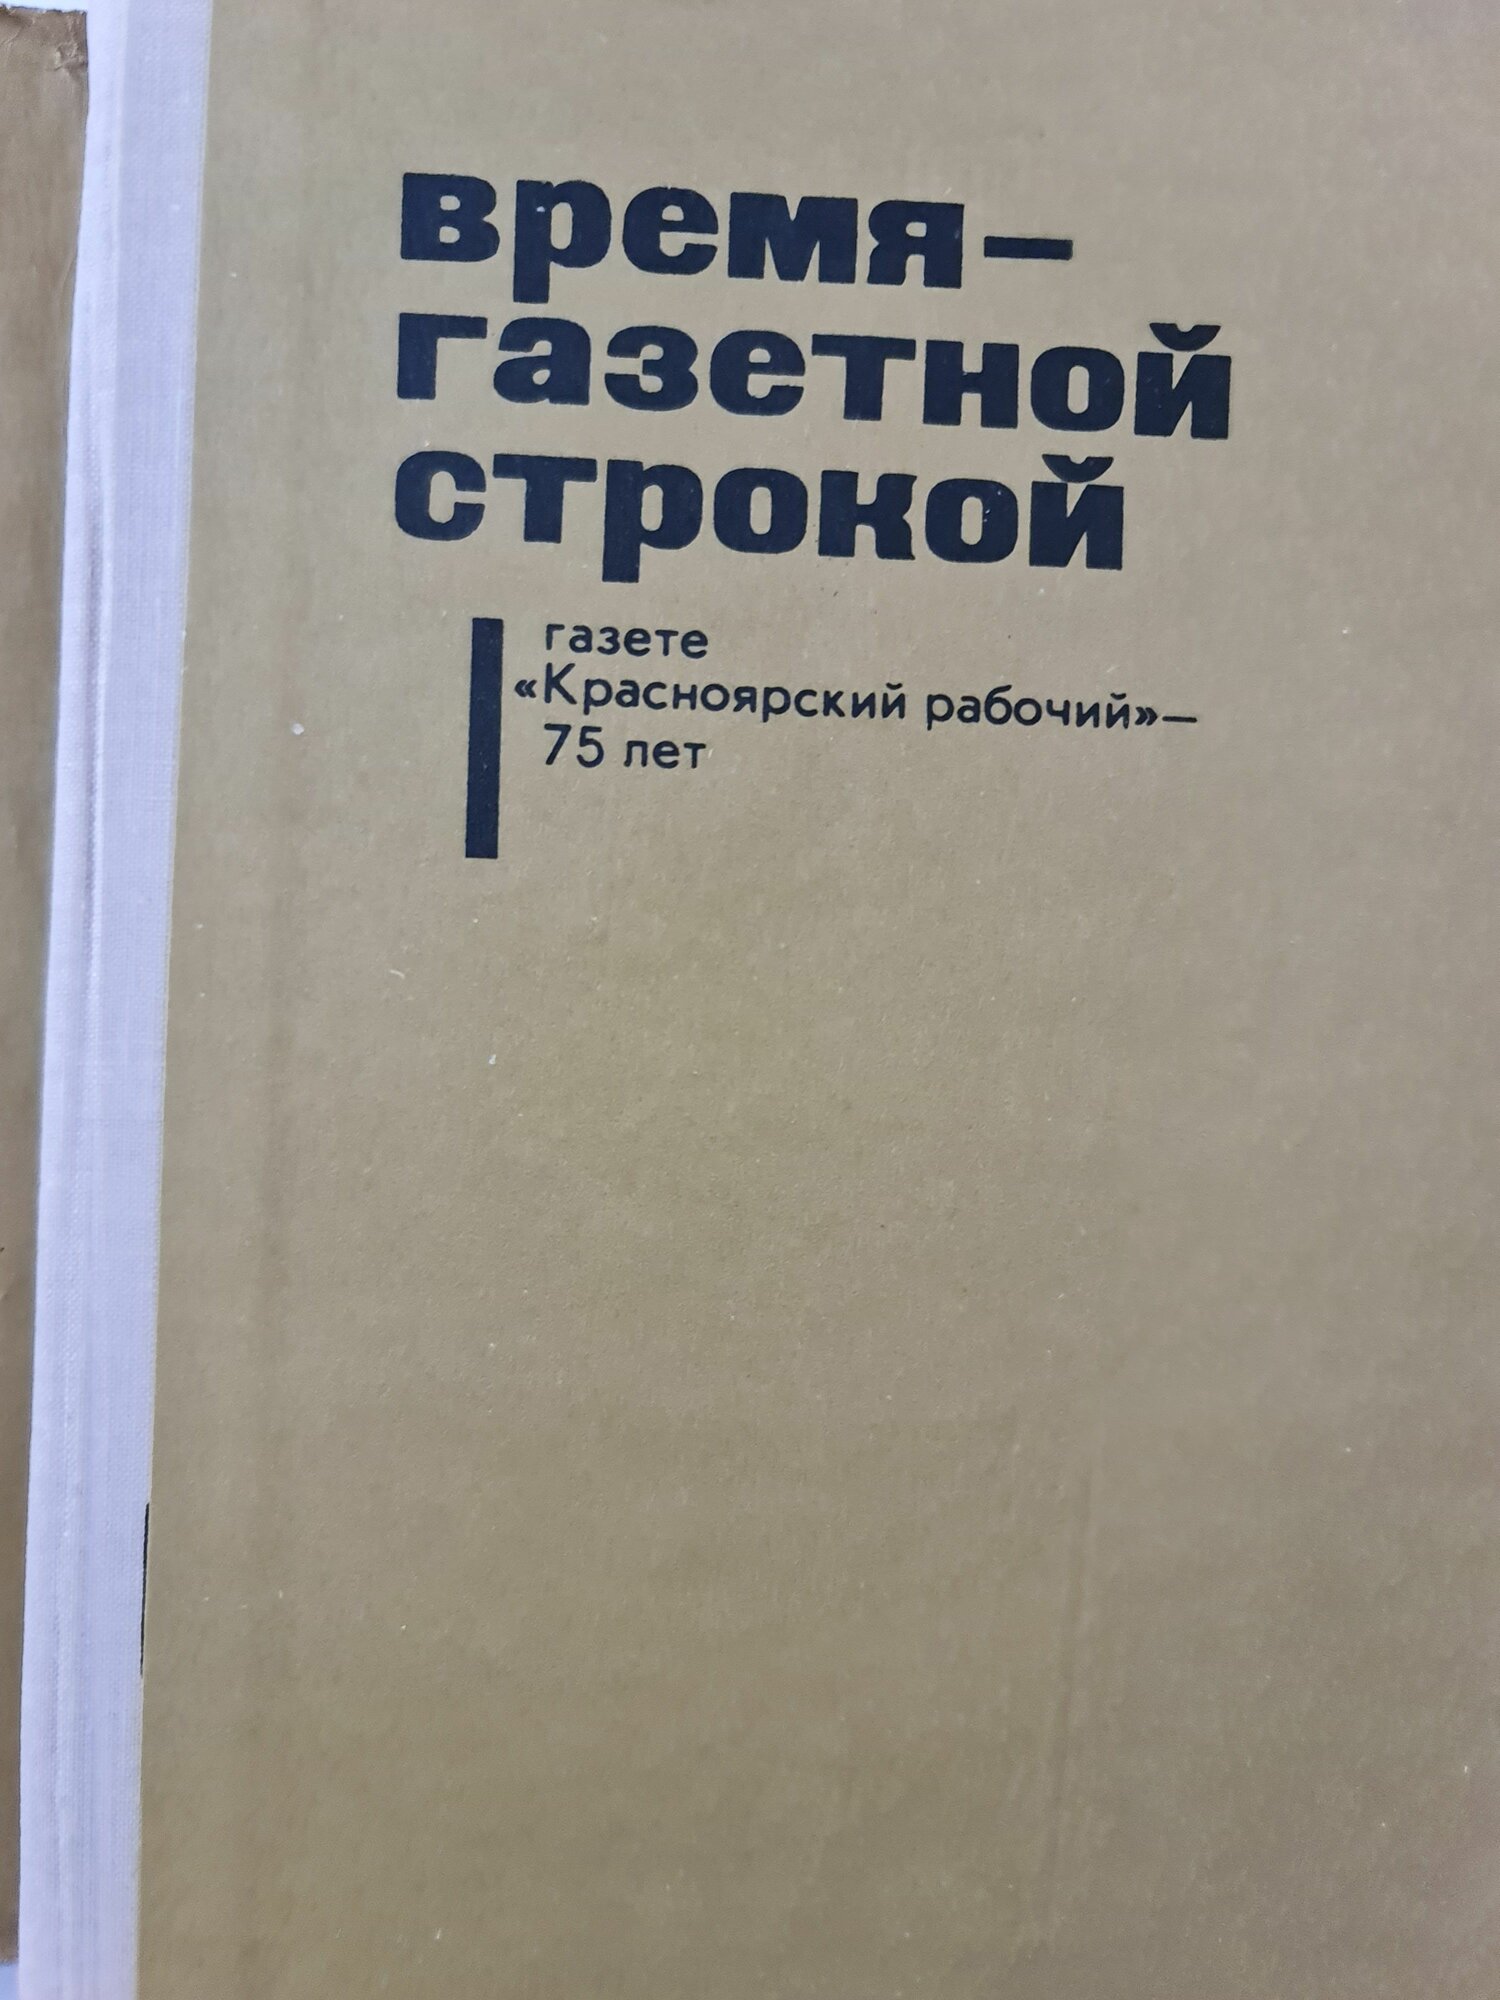 время–
газетной
строкой
газете
«Красноярский рабочий»–
75 лет